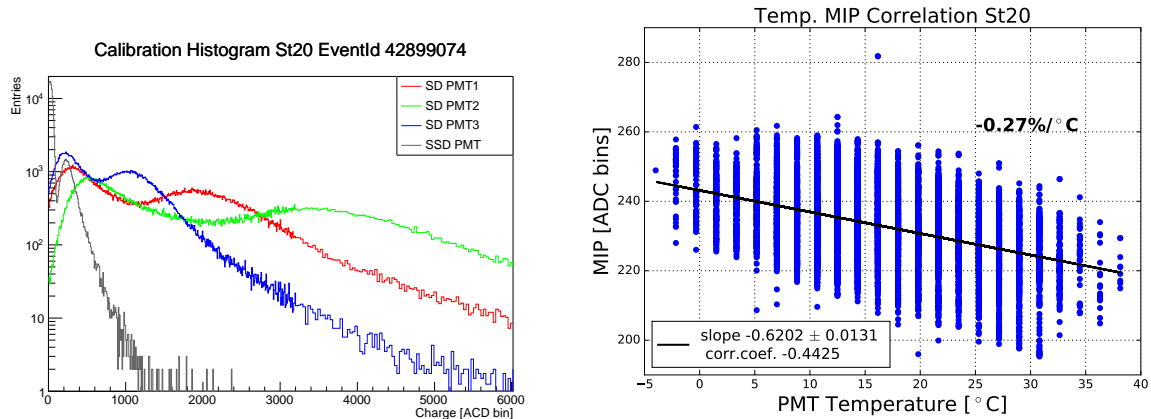 Calibration Histogram St20 EventId 42899074
Entries
10^4
10^3
10^2
10
1
SD PMT1
SD PMT2
SD PMT3
SSD PMT
0 1000 2000 3000 4000 5000 6000
Charge [ACD bin]
Temp. MIP Correlation St20
MIP [ADC bins]
280
260
240
220
200
-0.27%/°C
slope -0.6202 ± 0.0131
corr.coef. -0.4425
−5 0 5 10 15 20 25 30 35 40
PMT Temperature [°C]